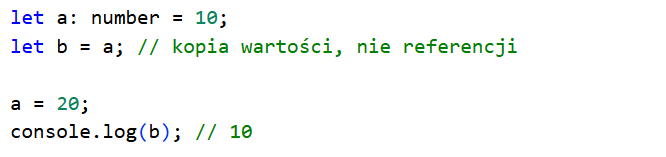 let a: number = 10;
let b = a; // kopia wartości, nie referencji
a = 20;
console.log(b); // 10